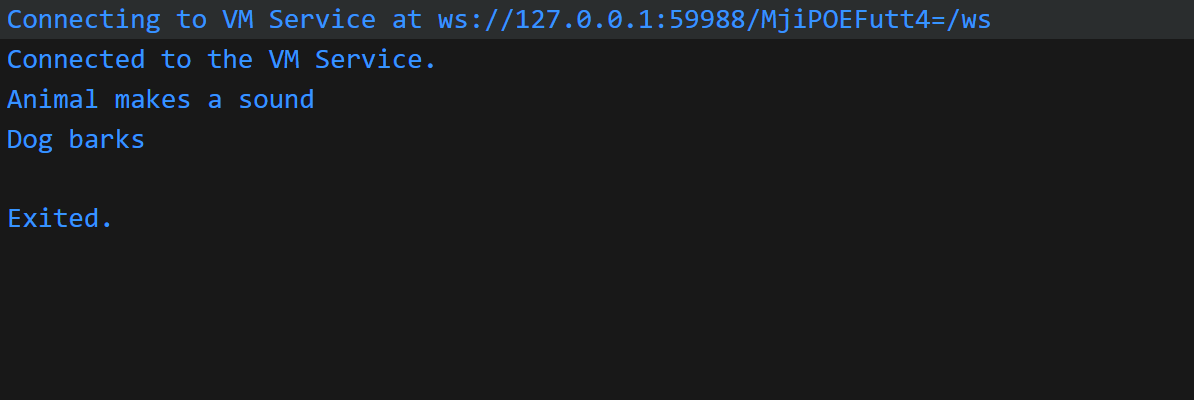 Connecting to VM Service at ws://127.0.0.1:59988/MjiPOEFutt4=/ws
Connected to the VM Service.
Animal makes a sound
Dog barks
Exited.